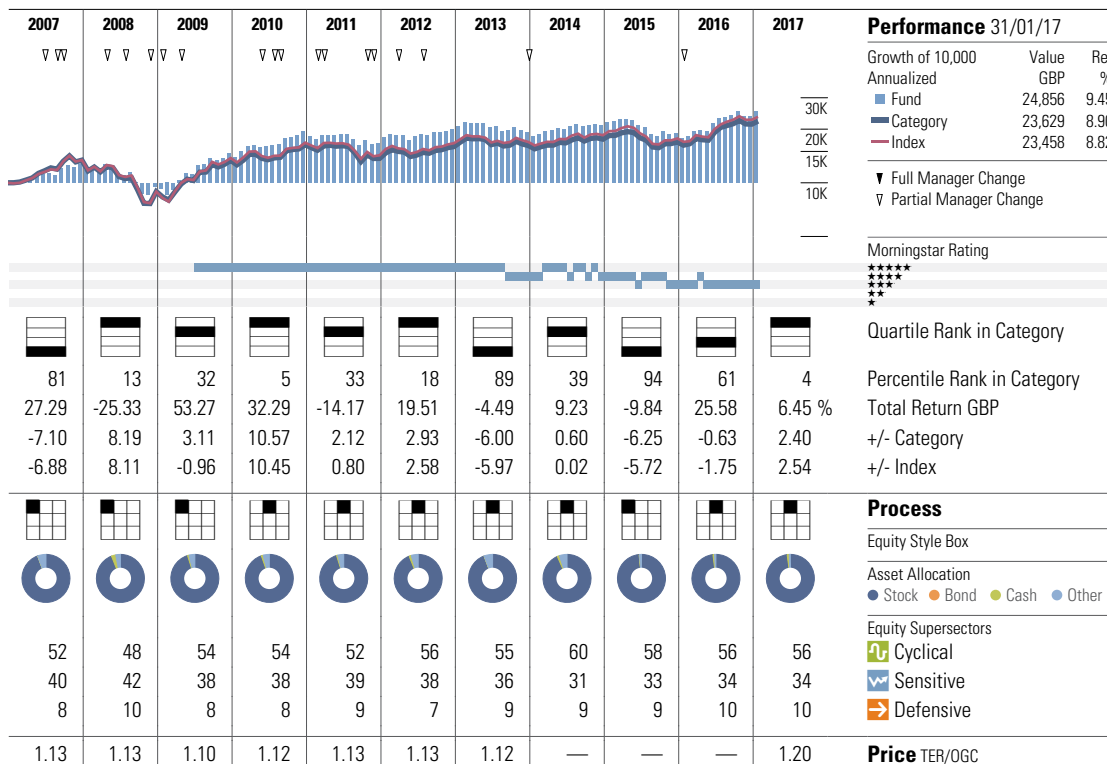 2007 2008 2009 2010 2011 2012 2013 2014 2015 2016 2017
Performance 31/01/17
Growth of 10,000 Value Re
Annualized GBP %
Fund 24,856 9.45
Category 23,629 8.90
Index 23,458 8.82
Full Manager Change
Partial Manager Change
30K
20K
15K
10K
Morningstar Rating
★★★★★
★★★★
★★★
★★
★
Quartile Rank in Category
81 13 32 5 33 18 89 39 94 61 4 Percentile Rank in Category
27.29 -25.33 53.27 32.29 -14.17 19.51 -4.49 9.23 -9.84 25.58 6.45 % Total Return GBP
-7.10 8.19 3.11 10.57 2.12 2.93 -6.00 0.60 -6.25 -0.63 2.40 +/- Category
-6.88 8.11 -0.96 10.45 0.80 2.58 -5.97 0.02 -5.72 -1.75 2.54 +/- Index
Process
Equity Style Box
Asset Allocation
Stock Bond Cash Other
Equity Supersectors
52 48 54 54 52 56 55 60 58 56 56 Cyclical
40 42 38 38 39 38 36 31 33 34 34 Sensitive
8 10 8 8 9 7 9 9 9 10 10 Defensive
1.13 1.13 1.10 1.12 1.13 1.13 1.12 — — — 1.20 Price TER/OGC